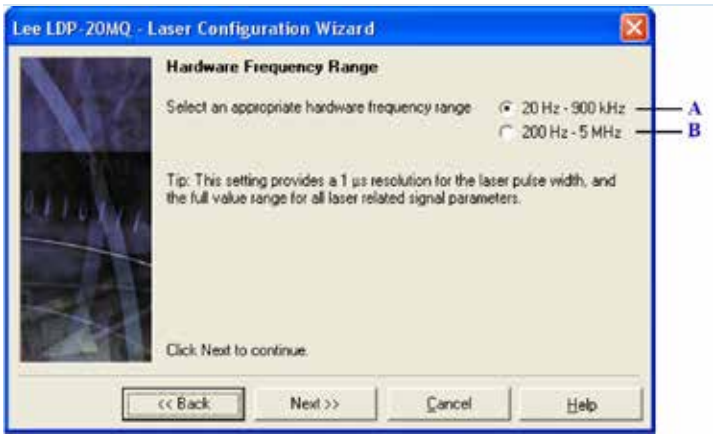 Lee LDP-20MQ - Laser Configuration Wizard
Hardware Frequency Range
Select an appropriate hardware frequency range
20 Hz - 900 kHz
A
200 Hz - 5 MHz
B
Tip: This setting provides a 1 µs resolution for the laser pulse width, and
the full value range for all laser related signal parameters.
Click Next to continue.
<< Back
Next >>
Cancel
Help